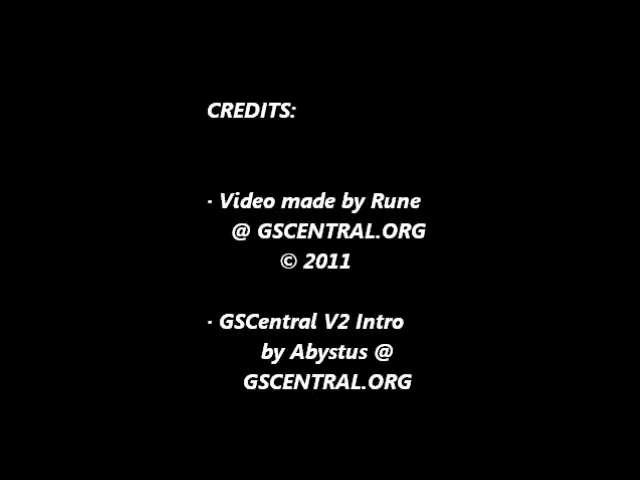 CREDITS:
· Video made by Rune
@ GSCENTRAL.ORG
© 2011
· GSCentral V2 Intro
by Abystus @
GSCENTRAL.ORG